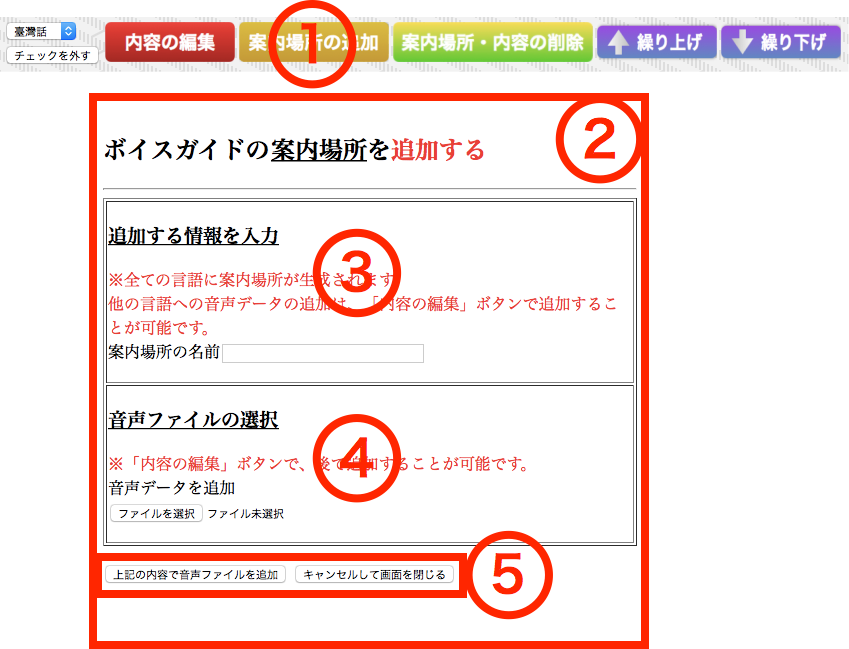 臺灣話
チェックを外す
内容の編集
案内場所の追加
案内場所・内容の削除
繰り上げ
繰り下げ
①
②
ボイスガイドの案内場所を追加する
追加する情報を入力
③
※全ての言語に案内場所が生成されます
他の言語への音声データの追加は、「内容の編集」ボタンで追加するこ
とが可能です。
案内場所の名前
音声ファイルの選択
④
※「内容の編集」ボタンで、後で追加することが可能です。
音声データを追加
ファイルを選択 ファイル未選択
上記の内容で音声ファイルを追加 キャンセルして画面を閉じる
⑤